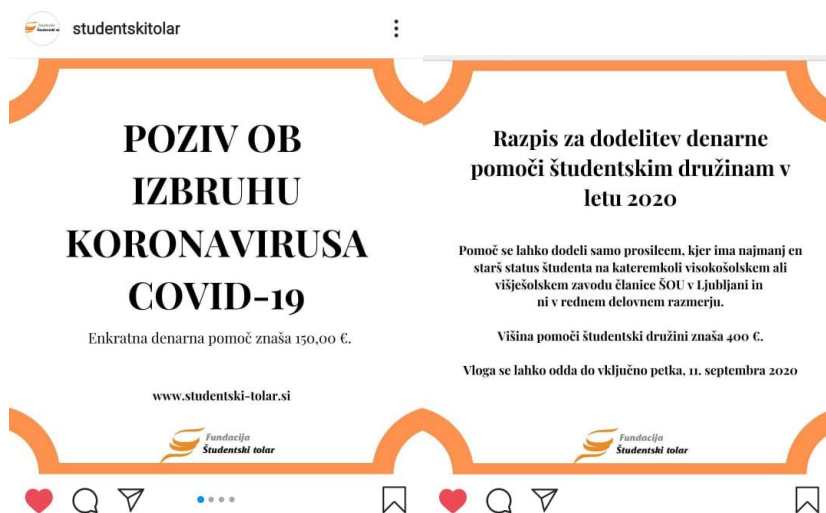 studentskitolar
POZIV OB
IZBRUHU
KORONAVIRUSA
COVID-19
Enkratna denarna pomoč znaša 150,00 €.
www.studentski-tolar.si
Fundacija
Študentski tolar
Razpis za dodelitev denarne
pomoči študentskim družinam v
letu 2020
Pomoč se lahko dodeli samo prosilcem, kjer ima najmanj en
starš status študenta na kateremkoli visokošolskem ali
višješolskem zavodu članice ŠOU v Ljubljani in
ni v rednem delovnem razmerju.
Višina pomoči študentski družini znaša 400 €.
Vloga se lahko odda do vključno petka, 11. septembra 2020
Fundacija
Študentski tolar